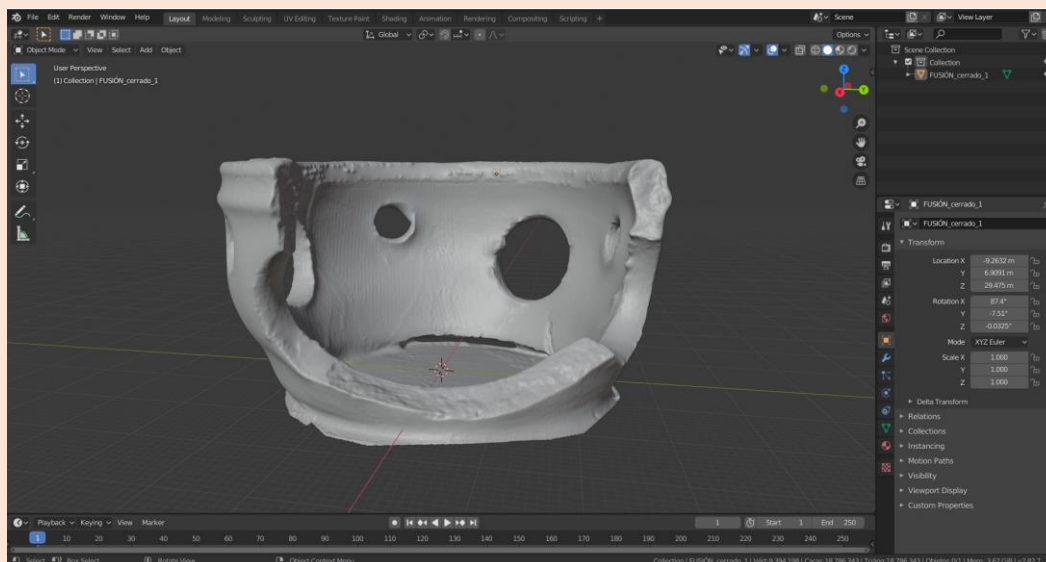 File Edit Render Window Help Layout Modeling Sculpting UV Editing Texture Paint Shading Animation Rendering Compositing Scripting + Scene View Layer
Global Options
Object Mode View Select Add Object
User Perspective
(1) Collection | FUSIÓN_cerrado_1
Scene Collection
Collection
FUSIÓN_cerrado_1
FUSIÓN_cerrado_1
FUSIÓN_cerrado_1
Transform
Location X -9.2632 m
Y 6.9091 m
Z 29.475 m
Rotation X 87.4°
Y -7.51°
Z -0.0325°
Mode XYZ Euler
Scale X 1.000
Y 1.000
Z 1.000
Delta Transform
Relations
Collections
Instancing
Motion Paths
Visibility
Viewport Display
Custom Properties
Playback Keying View Marker 1 Start 1 End 250
1 10 20 30 40 50 60 70 80 90 100 110 120 130 140 150 160 170 180 190 200 210 220 230 240 250
Select Box Select Rotate View Object Context Menu Collection | FUSIÓN_cerrado_1